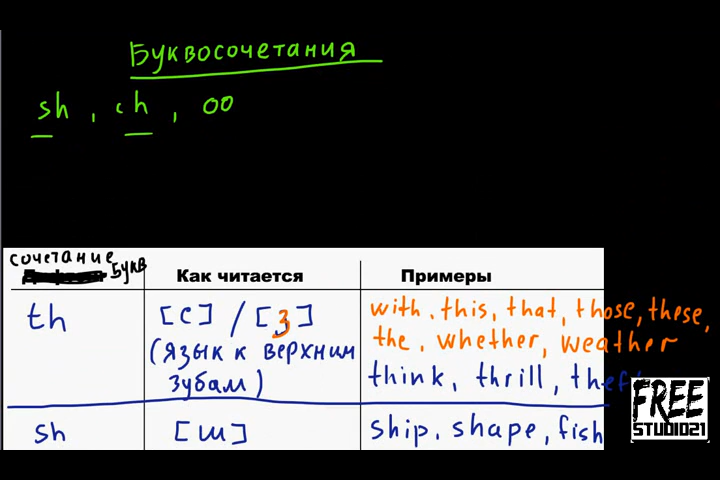 Буквосочетания
sh, ch, oo
сочетание букв
Как читается
Примеры
th
[с] / [з]
(язык к верхним
зубам)
with, this, that, those, these,
the, whether, weather
think, thrill, theft
sh
[ш]
ship, shape, fish
FREE
STUDIO21